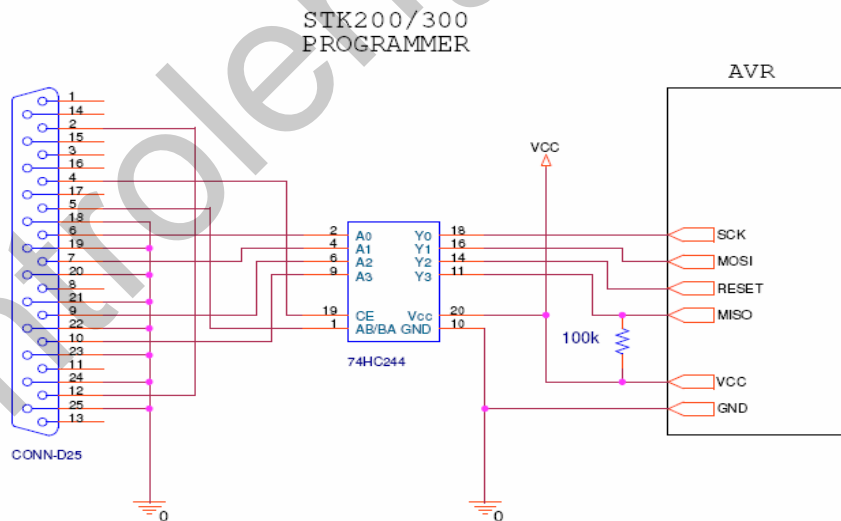 STK200/300
PROGRAMMER
AVR
1
14
2
15
3
16
4
17
5
18
6
19
7
20
8
21
9
22
10
23
11
24
12
25
13
CONN-D25
0
2 A0 Y0 18
4 A1 Y1 16
6 A2 Y2 14
9 A3 Y3 11
19 CE Vcc 20
1 AB/BA GND 10
74HC244
VCC
0
100k
SCK
MOSI
RESET
MISO
VCC
GND
ntrolem